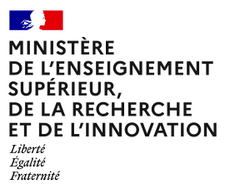 MINISTÈRE
DE L'ENSEIGNEMENT
SUPÉRIEUR,
DE LA RECHERCHE
ET DE L'INNOVATION
Liberté
Égalité
Fraternité